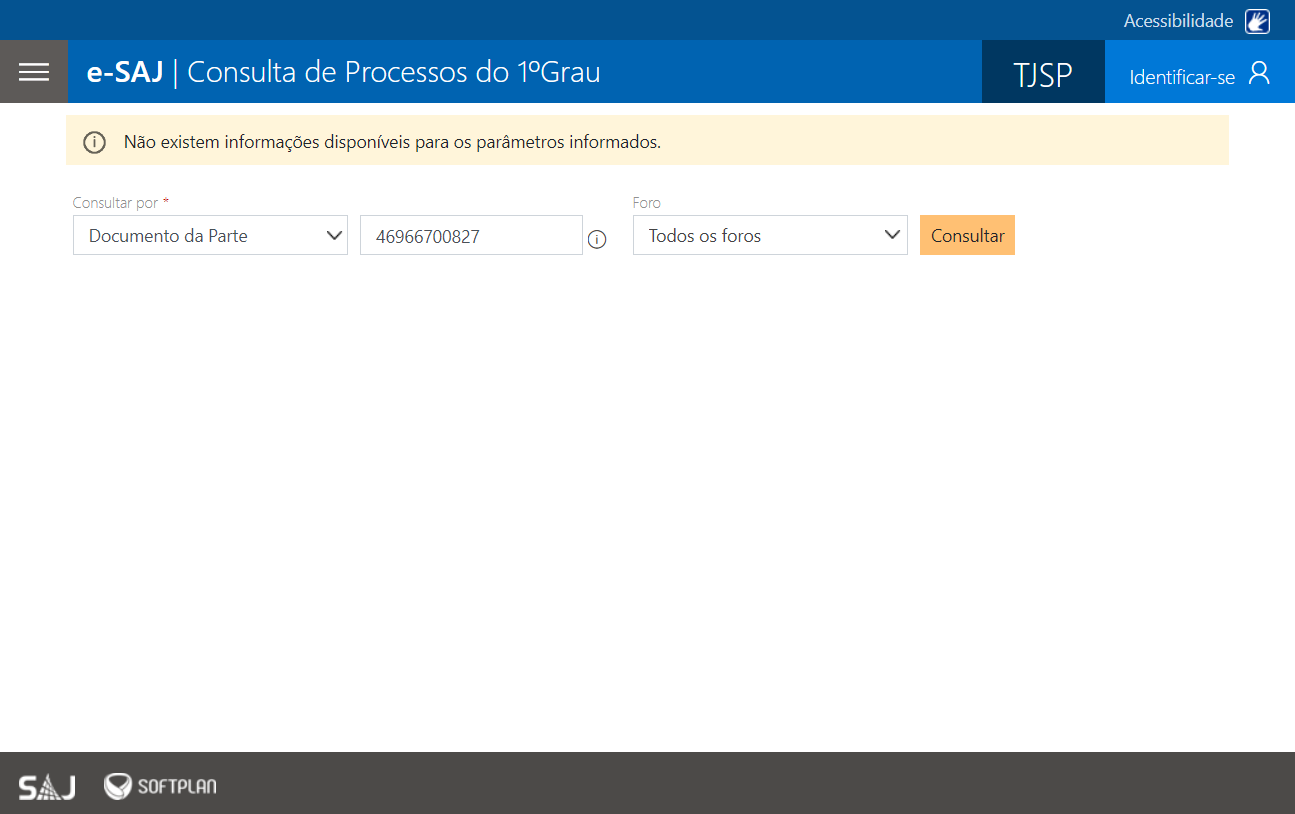 Acessibilidade
e-SAJ | Consulta de Processos do 1ºGrau
TJSP
Identificar-se
Não existem informações disponíveis para os parâmetros informados.
Consultar por *
Foro
Documento da Parte
46966700827
Todos os foros
Consultar
SAJ
SOFTPLAN